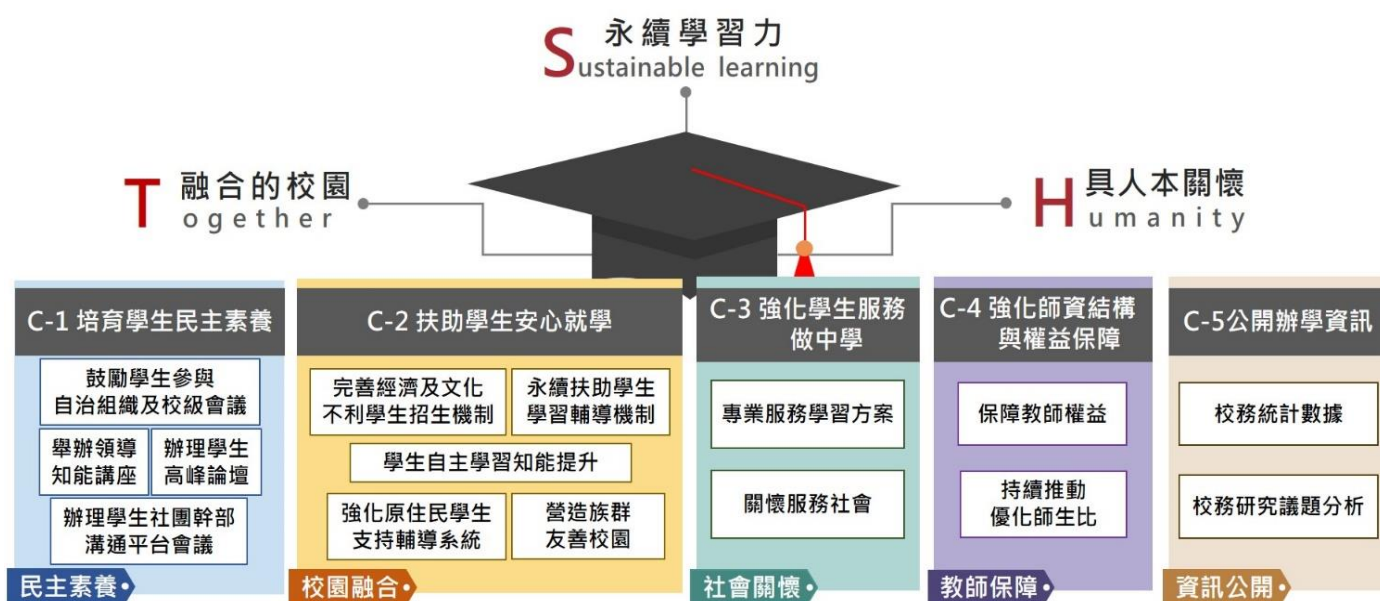 永續學習力
Sustainable learning
融合的校園
Together
具人本關懷
Humanity
C-1 培育學生民主素養
鼓勵學生參與
自治組織及校級會議
舉辦領導
知能講座
辦理學生
高峰論壇
辦理學生社團幹部
溝通平台會議
民主素養
C-2 扶助學生安心就學
完善經濟及文化
不利學生招生機制
永續扶助學生
學習輔導機制
學生自主學習知能提升
強化原住民學生
支持輔導系統
營造族群
友善校園
校園融合
C-3 強化學生服務
做中學
專業服務學習方案
關懷服務社會
社會關懷
C-4 強化師資結構
與權益保障
保障教師權益
持續推動
優化師生比
教師保障
C-5公開辦學資訊
校務統計數據
校務研究議題分析
資訊公開